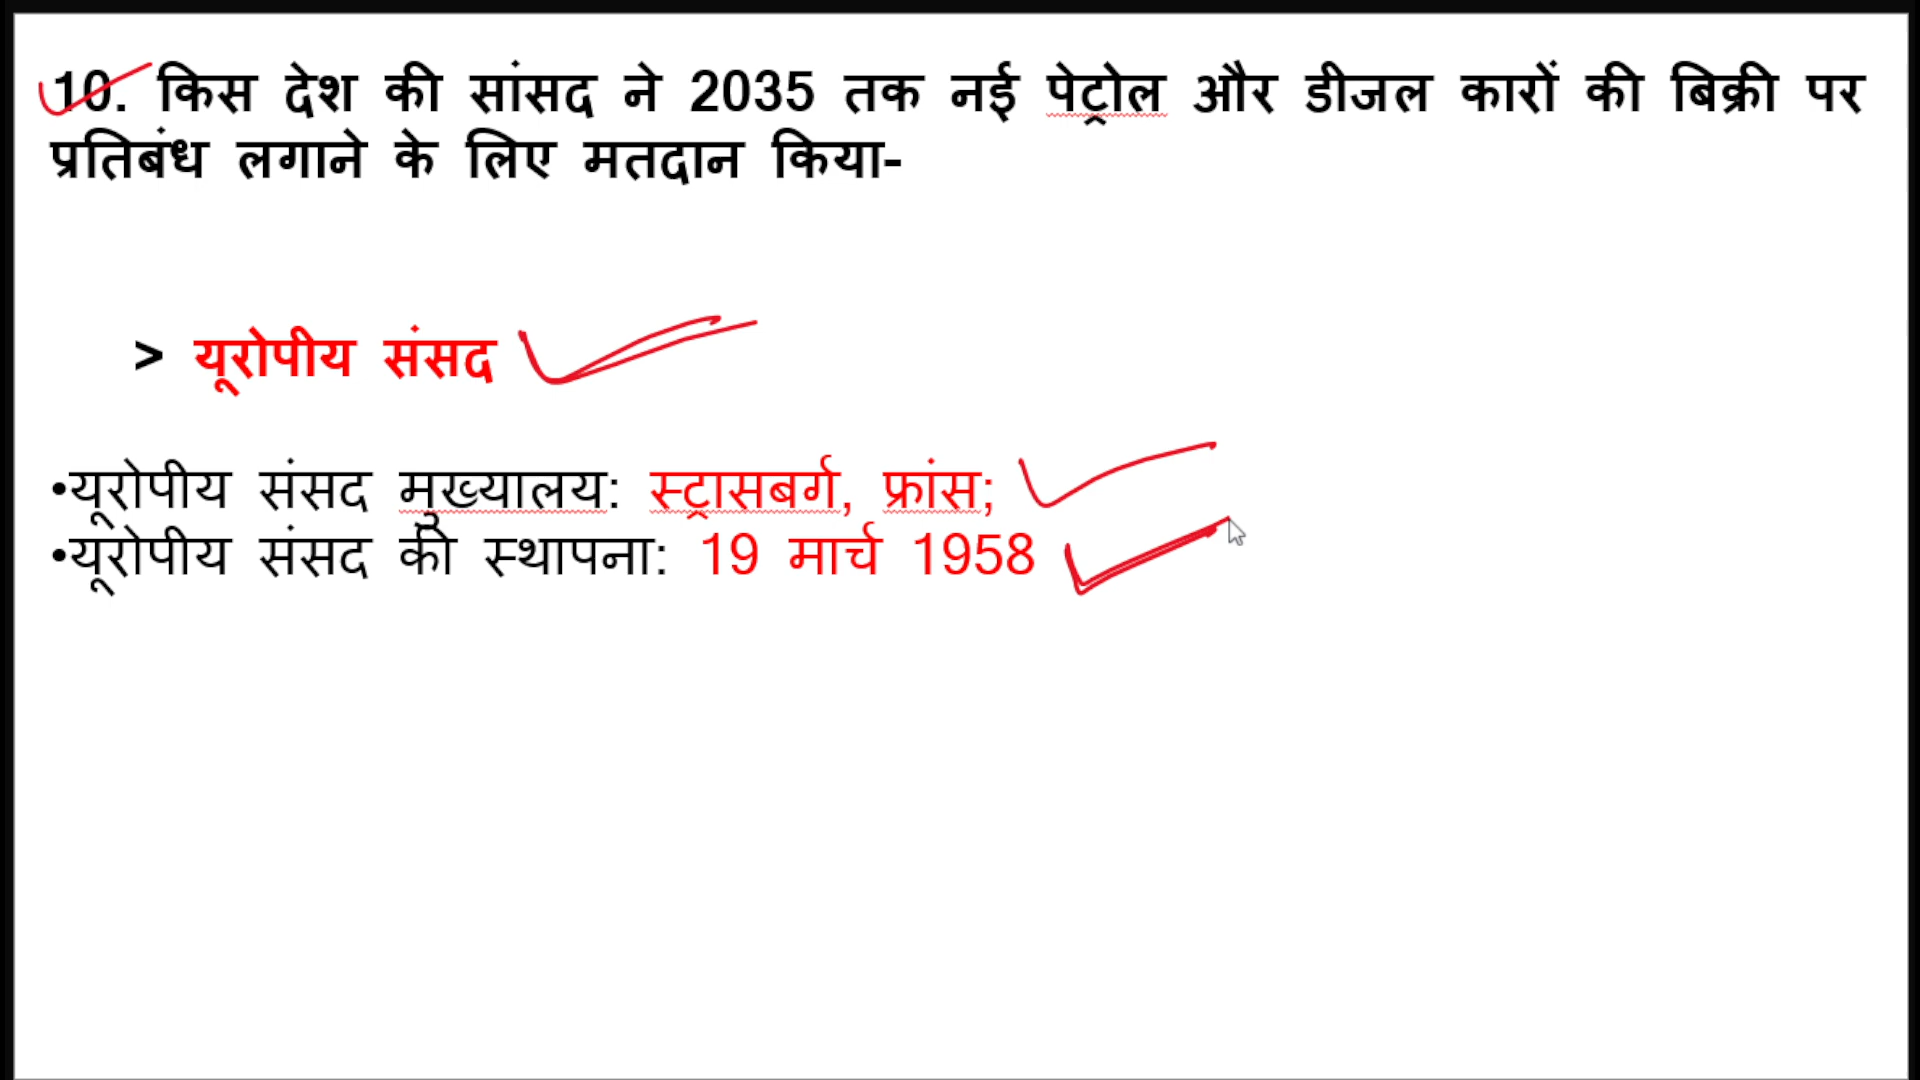 10. किस देश की सांसद ने 2035 तक नई पेट्रोल और डीजल कारों की बिक्री पर
प्रतिबंध लगाने के लिए मतदान किया-
> यूरोपीय संसद
•यूरोपीय संसद मुख्यालय: स्ट्रासबर्ग, फ्रांस;
•यूरोपीय संसद की स्थापना: 19 मार्च 1958